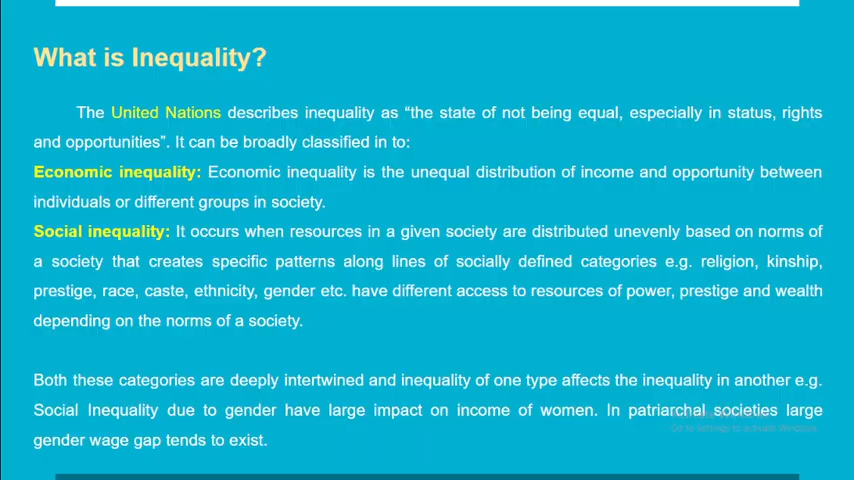 What is Inequality?
The United Nations describes inequality as “the state of not being equal, especially in status, rights
and opportunities”. It can be broadly classified in to:
Economic inequality: Economic inequality is the unequal distribution of income and opportunity between
individuals or different groups in society.
Social inequality: It occurs when resources in a given society are distributed unevenly based on norms of
a society that creates specific patterns along lines of socially defined categories e.g. religion, kinship,
prestige, race, caste, ethnicity, gender etc. have different access to resources of power, prestige and wealth
depending on the norms of a society.
Both these categories are deeply intertwined and inequality of one type affects the inequality in another e.g.
Social Inequality due to gender have large impact on income of women. In patriarchal societies large
gender wage gap tends to exist.
Go to Settings to activate Windows.